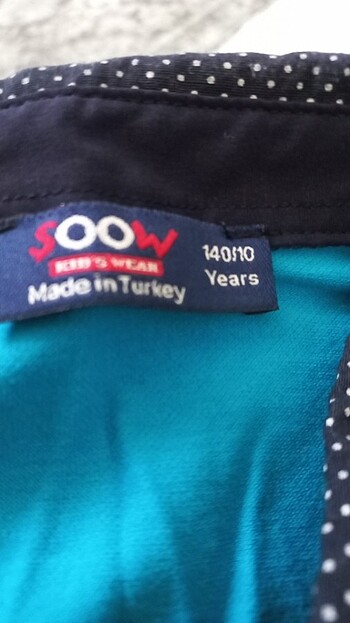 SOOW
KID'S WEAR
Made in Turkey
140/10
Years